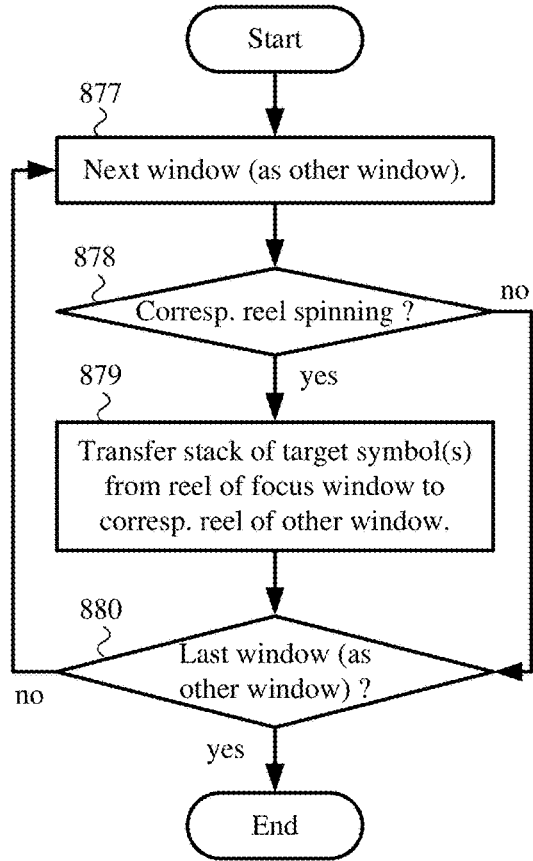 Start
877
Next window (as other window).
878
Corresp. reel spinning ?
no
yes
879
Transfer stack of target symbol(s)
from reel of focus window to
corresp. reel of other window.
880
Last window (as
other window) ?
no
yes
End